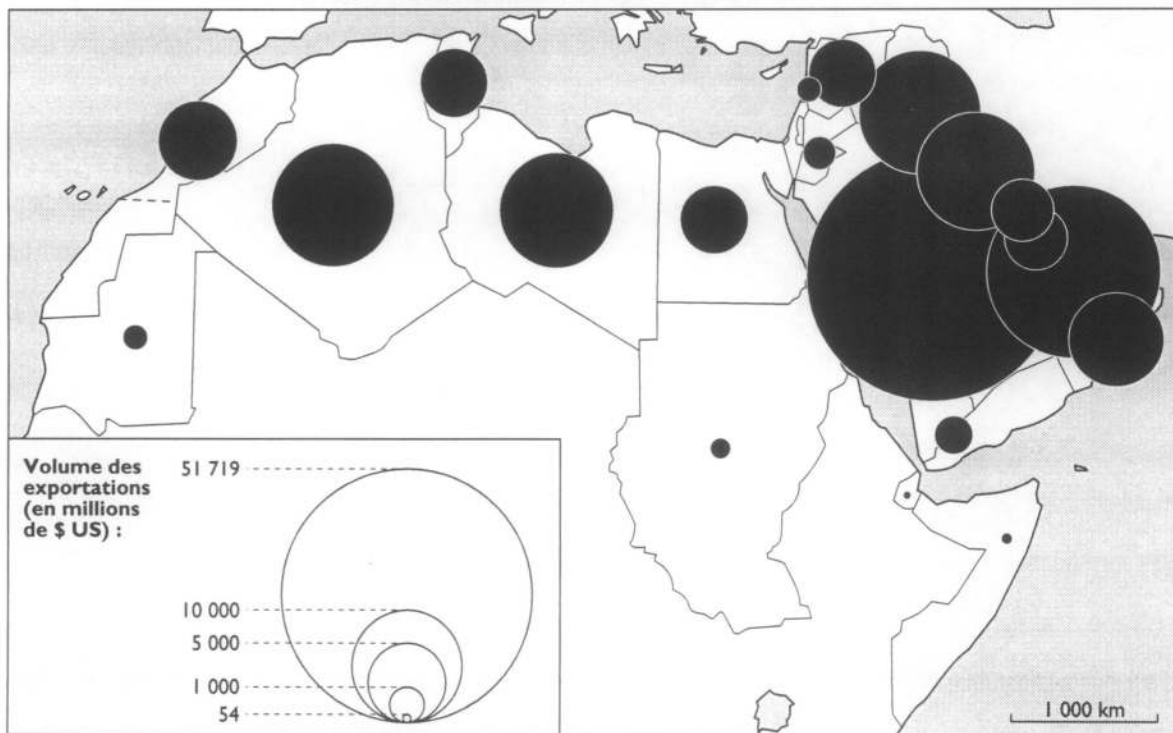 Volume des
exportations
(en millions
de $ US) :
51 719
10 000
5 000
1 000
54
1 000 km